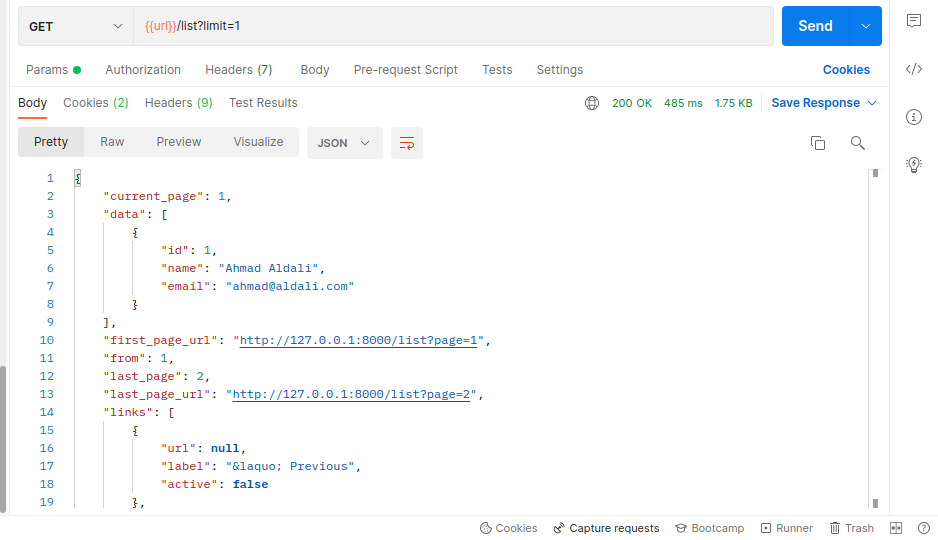 GET {{url}}/list?limit=1 Send
Params Authorization Headers (7) Body Pre-request Script Tests Settings Cookies
Body Cookies (2) Headers (9) Test Results 200 OK 485 ms 1.75 KB Save Response
Pretty Raw Preview Visualize JSON
1 {
2 "current_page": 1,
3 "data": [
4 {
5 "id": 1,
6 "name": "Ahmad Aldali",
7 "email": "ahmad@aldali.com"
8 }
9 ],
10 "first_page_url": "http://127.0.0.1:8000/list?page=1",
11 "from": 1,
12 "last_page": 2,
13 "last_page_url": "http://127.0.0.1:8000/list?page=2",
14 "links": [
15 {
16 "url": null,
17 "label": "&laquo; Previous",
18 "active": false
19 },
Cookies Capture requests Bootcamp Runner Trash